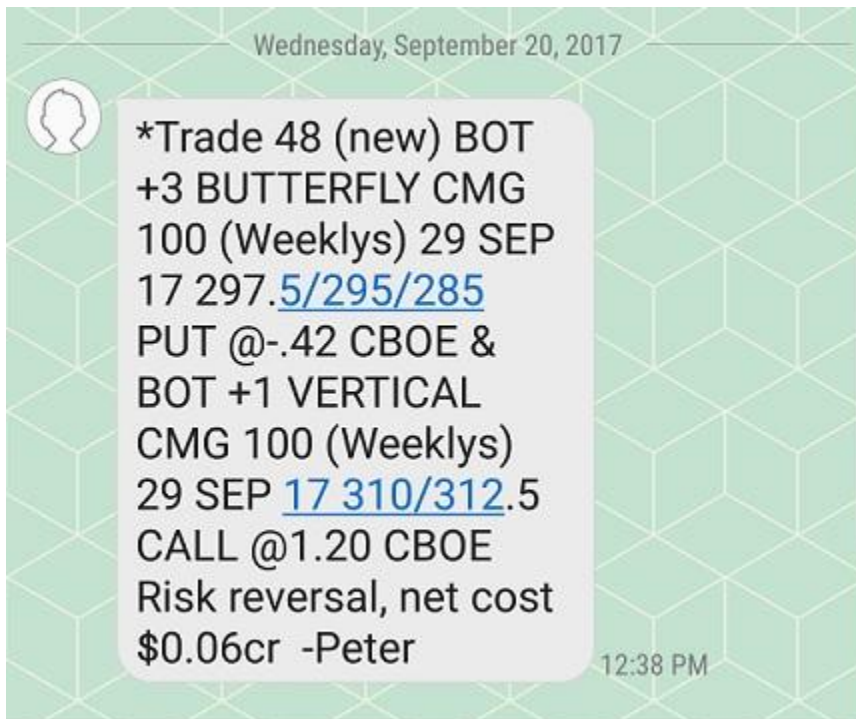 Wednesday, September 20, 2017
*Trade 48 (new) BOT
+3 BUTTERFLY CMG
100 (Weeklys) 29 SEP
17 297.5/295/285
PUT @-.42 CBOE &
BOT +1 VERTICAL
CMG 100 (Weeklys)
29 SEP 17 310/312.5
CALL @1.20 CBOE
Risk reversal, net cost
$0.06cr -Peter
12:38 PM